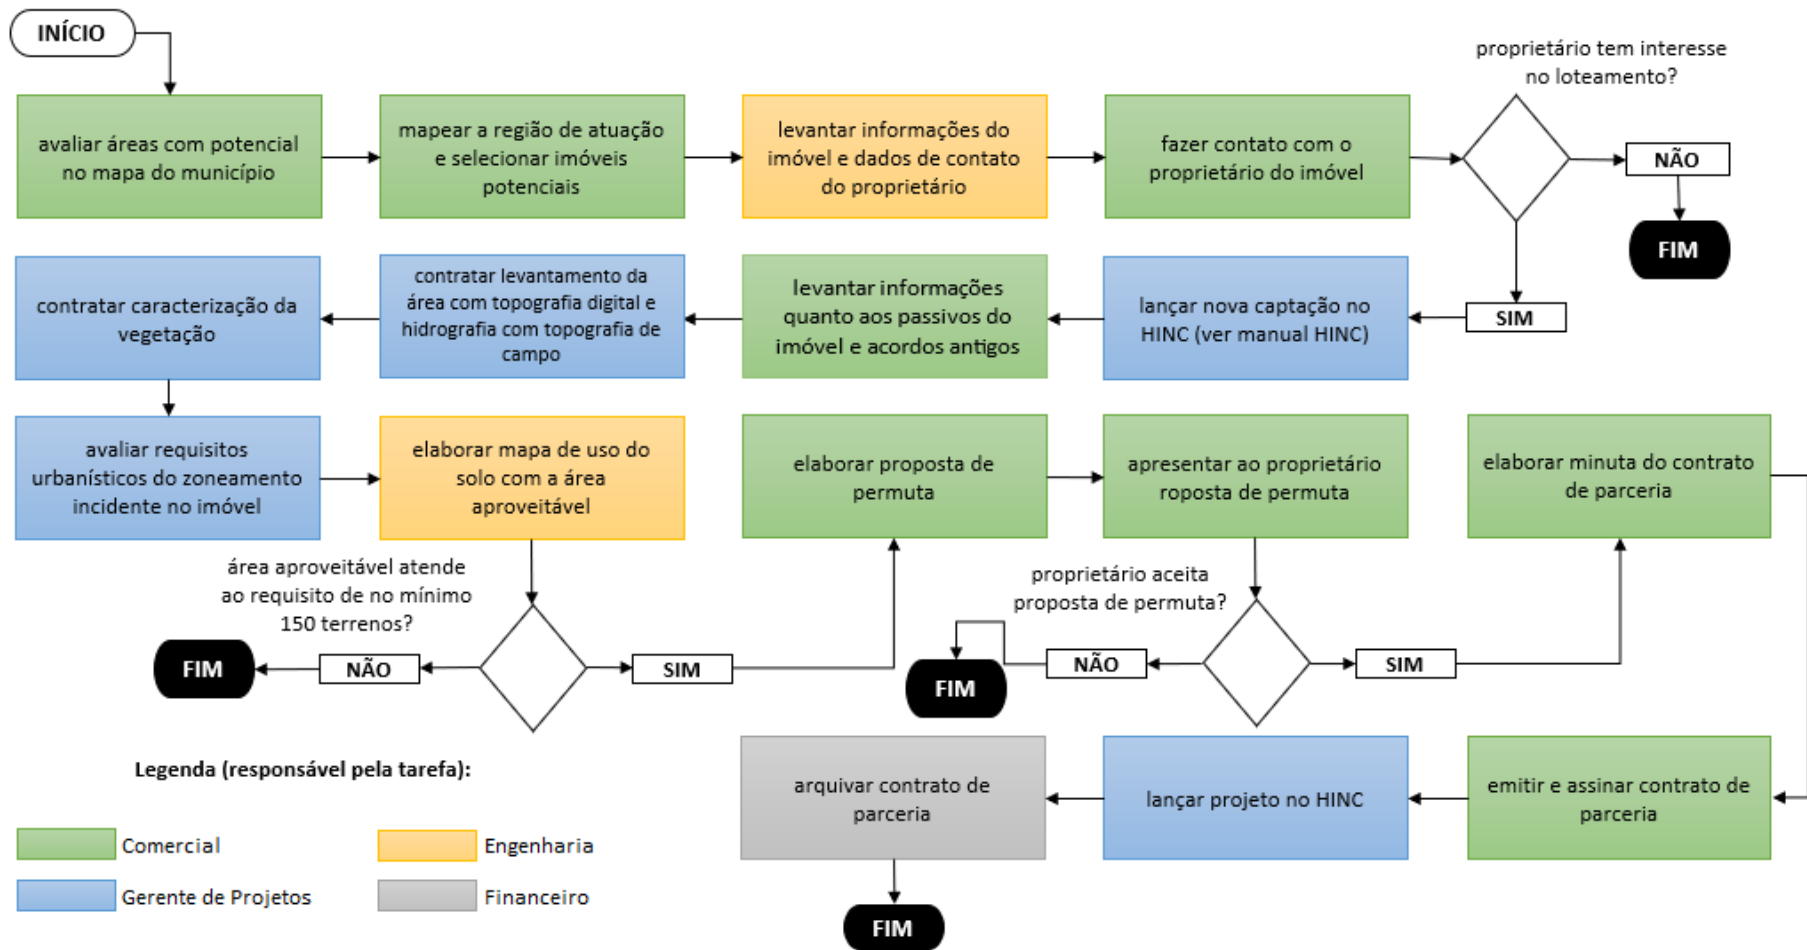 INÍCIO
proprietário tem interesse
no loteamento?
avaliar áreas com potencial
no mapa do município
mapear a região de atuação
e selecionar imóveis
potenciais
levantar informações do
imóvel e dados de contato
do proprietário
fazer contato com o
proprietário do imóvel
NÃO
FIM
SIM
lançar nova captação no
HINC (ver manual HINC)
levantar informações
quanto aos passivos do
imóvel e acordos antigos
contratar levantamento da
área com topografia digital e
hidrografia com topografia de
campo
contratar caracterização da
vegetação
avaliar requisitos
urbanísticos do zoneamento
incidente no imóvel
elaborar mapa de uso do
solo com a área
aproveitável
área aproveitável atende
ao requisito de no mínimo
150 terrenos?
NÃO
FIM
SIM
elaborar proposta de
permuta
apresentar ao proprietário
roposta de permuta
proprietário aceita
proposta de permuta?
NÃO
FIM
SIM
elaborar minuta do contrato
de parceria
emitir e assinar contrato de
parceria
lançar projeto no HINC
arquivar contrato de
parceria
FIM
Legenda (responsável pela tarefa):
Comercial
Engenharia
Gerente de Projetos
Financeiro